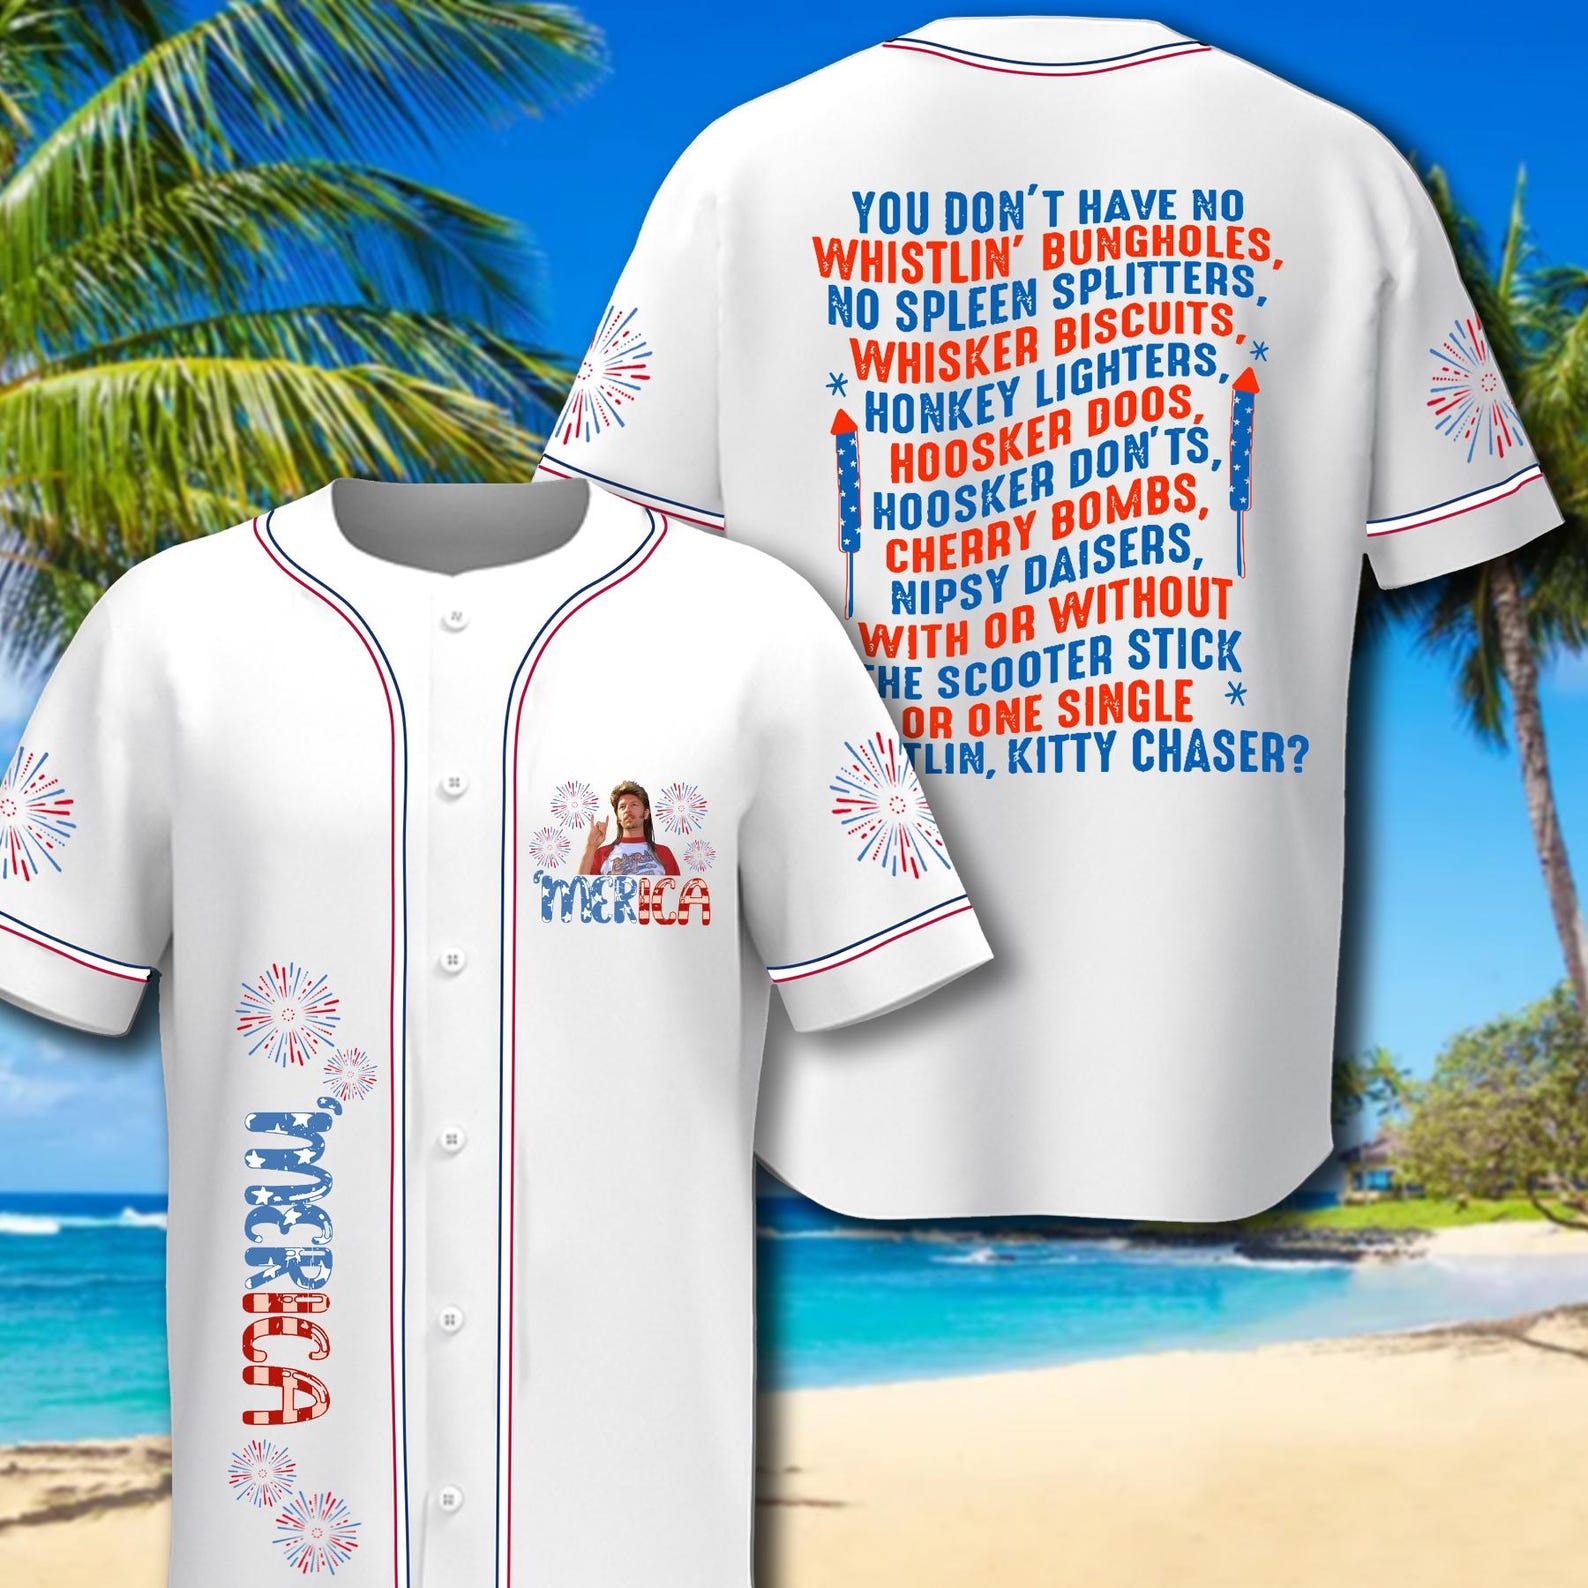 YOU DON'T HAVE NO
WHISTLIN' BUNGHOLES,
NO SPLEEN SPLITTERS,
WHISKER BISCUITS,
HONKEY LIGHTERS,
HOOSKER DOOS,
HOOSKER DON'TS,
CHERRY BOMBS,
NIPSY DAISERS,
WITH OR WITHOUT
HE SCOOTER STICK
OR ONE SINGLE
TLIN, KITTY CHASER?
'MERICA
'MERICA